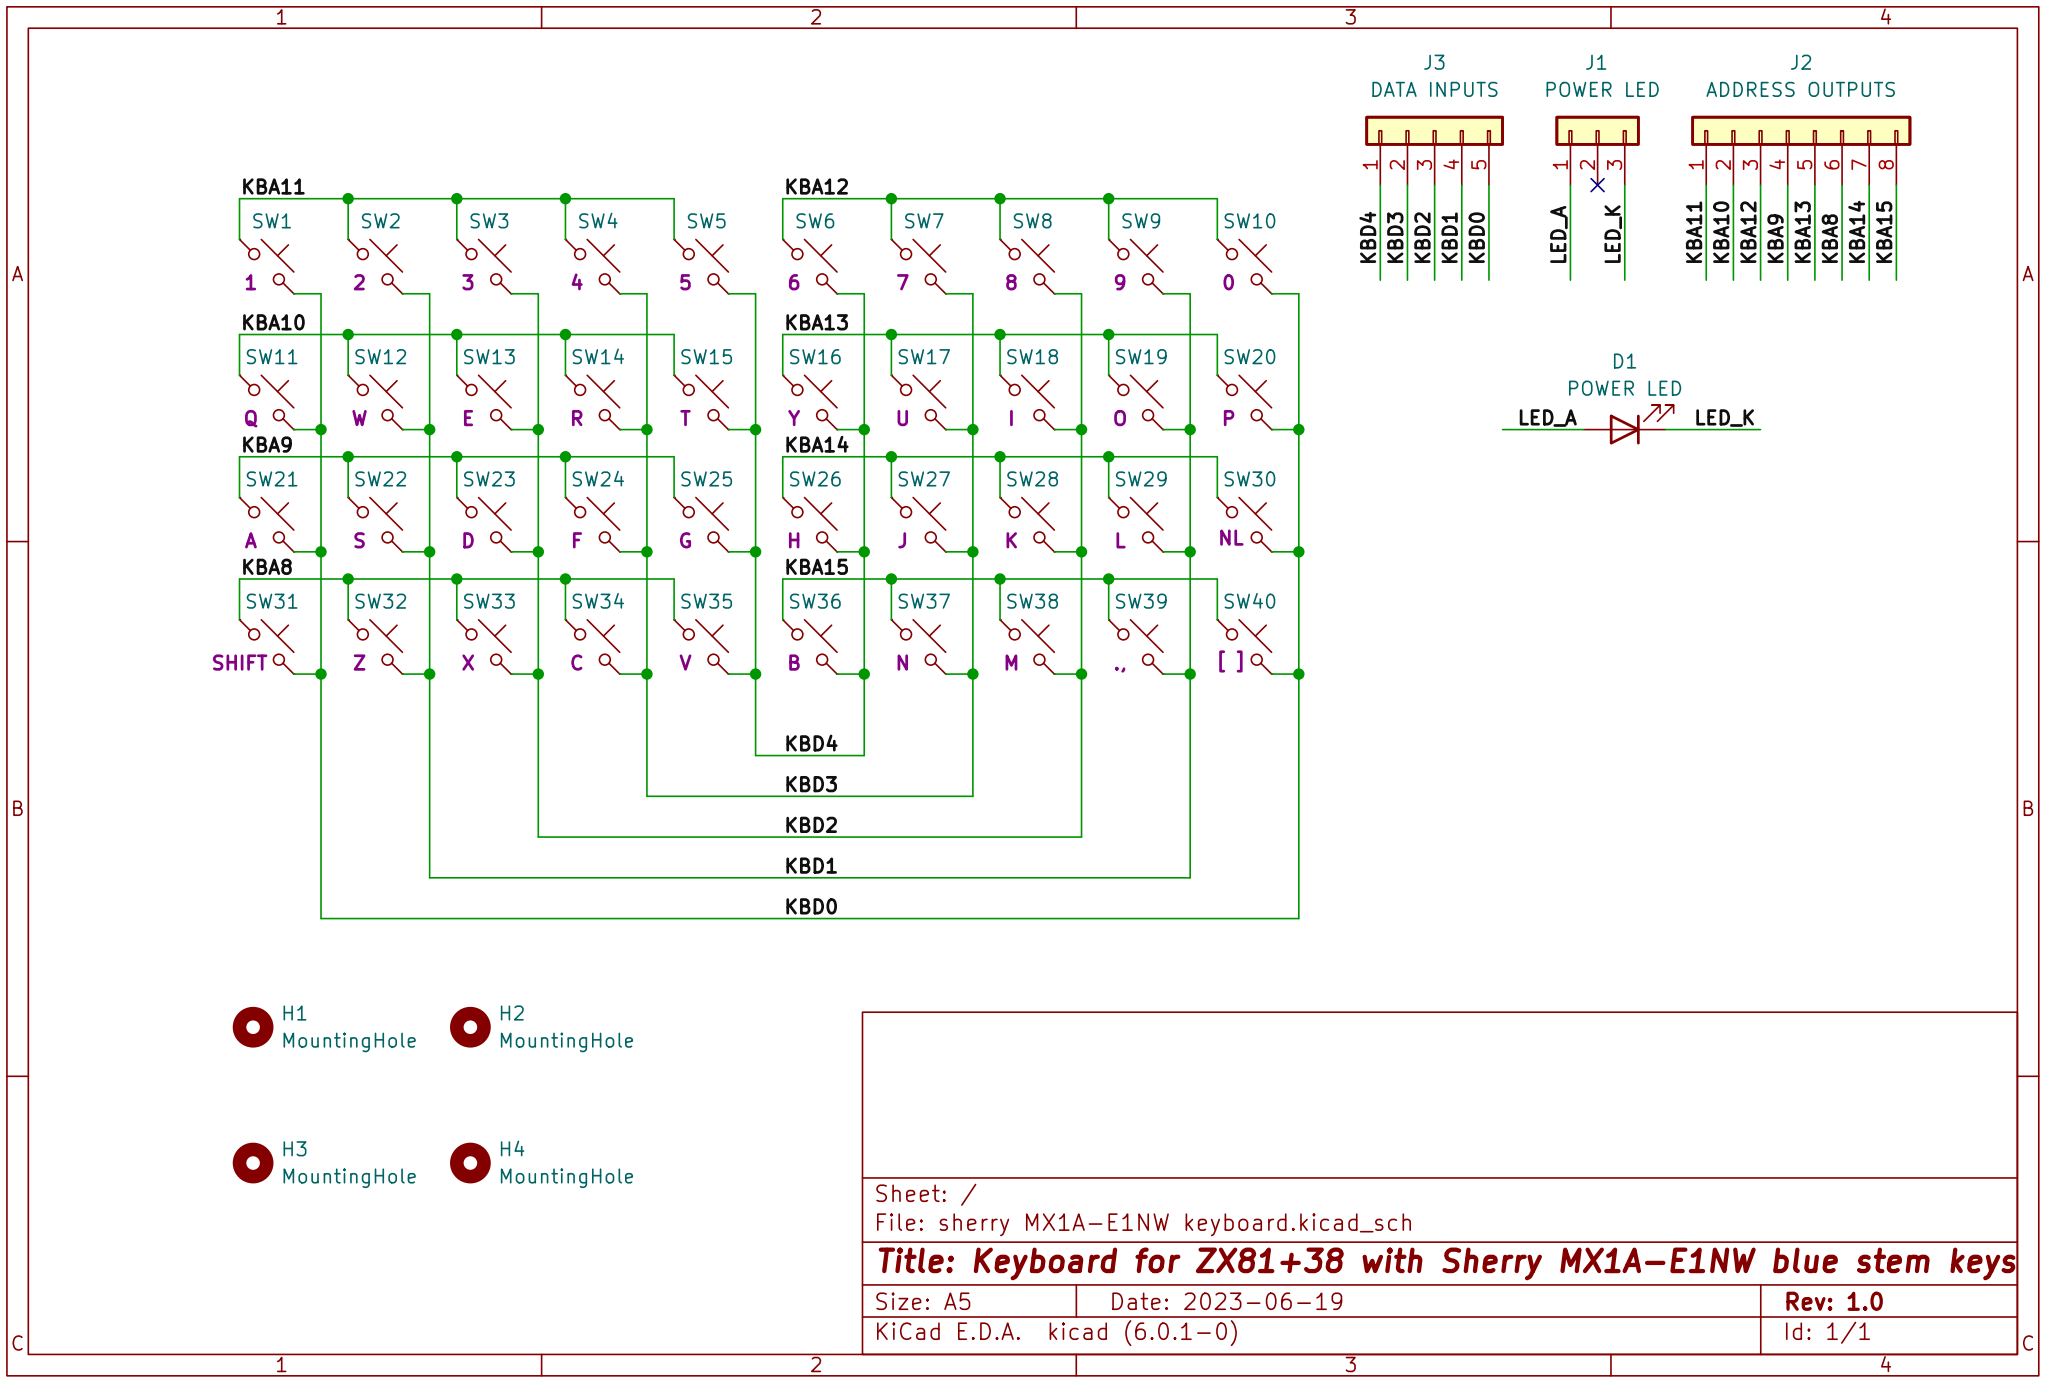 1 2 3 4
J3 J1 J2
DATA INPUTS POWER LED ADDRESS OUTPUTS
1 2 3 4 5 1 2 3 1 2 3 4 5 6 7 8
KBD4 KBD3 KBD2 KBD1 KBD0 LED_A LED_K KBA11 KBA10 KBA12 KBA9 KBA13 KBA8 KBA14 KBA15
KBA11 KBA12
SW1 SW2 SW3 SW4 SW5 SW6 SW7 SW8 SW9 SW10
A A
1 2 3 4 5 6 7 8 9 0
KBA10 KBA13
SW11 SW12 SW13 SW14 SW15 SW16 SW17 SW18 SW19 SW20
D1
POWER LED
Q W E R T Y U I O P
LED_A LED_K
KBA9 KBA14
SW21 SW22 SW23 SW24 SW25 SW26 SW27 SW28 SW29 SW30
A S D F G H J K L NL
KBA8 KBA15
SW31 SW32 SW33 SW34 SW35 SW36 SW37 SW38 SW39 SW40
SHIFT Z X C V B N M ., [ ]
KBD4
KBD3
B B
KBD2
KBD1
KBD0
H1 H2
MountingHole MountingHole
H3 H4
MountingHole MountingHole
Sheet: /
File: sherry MX1A-E1NW keyboard.kicad_sch
Title: Keyboard for ZX81+38 with Sherry MX1A-E1NW blue stem keys
Size: A5 Date: 2023-06-19 Rev: 1.0
KiCad E.D.A. kicad (6.0.1-0) Id: 1/1
C C
1 2 3 4